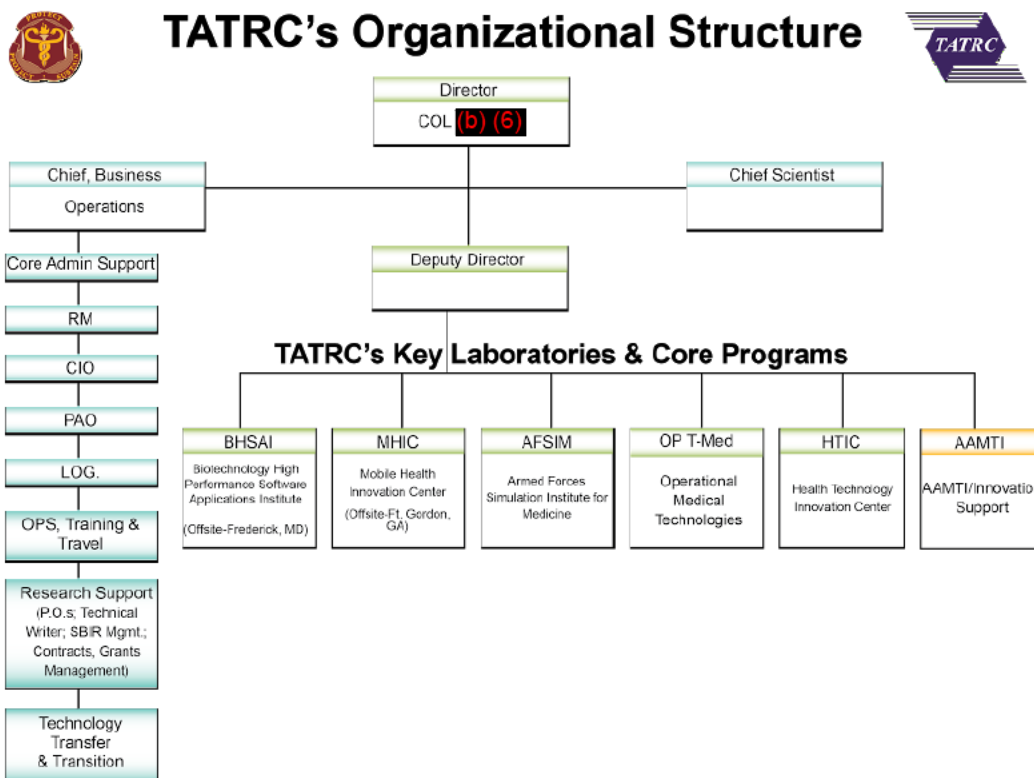 TATRC's Organizational Structure
PROTECT
PROJECT
SUSTAIN
TATRC
Director
COL (b) (6)
Chief, Business
Operations
Chief Scientist
Core Admin Support
Deputy Director
RM
CIO
PAO
LOG.
OPS, Training &
Travel
Research Support
(P.O.s; Technical
Writer; SBIR Mgmt.;
Contracts, Grants
Management)
Technology
Transfer
& Transition
TATRC's Key Laboratories & Core Programs
BHSAI
Biotechnology High
Performance Software
Applications Institute
(Offsite-Frederick, MD)
MHIC
Mobile Health
Innovation Center
(Offsite-Ft, Gordon,
GA)
AFSIM
Armed Forces
Simulation Institute for
Medicine
OP T-Med
Operational
Medical
Technologies
HTIC
Health Technology
Innovation Center
AAMTI
AAMTI/Innovatio
Support